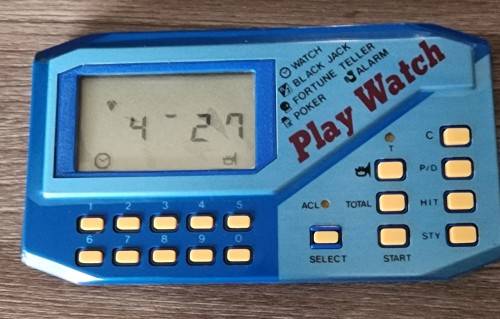 WATCH
BLACK JACK
FORTUNE TELLER
POKER
ALARM
Play Watch
4 - 27
1 2 3 4 5
6 7 8 9 0
T
C
P/D
ACL TOTAL HIT
STY
SELECT START